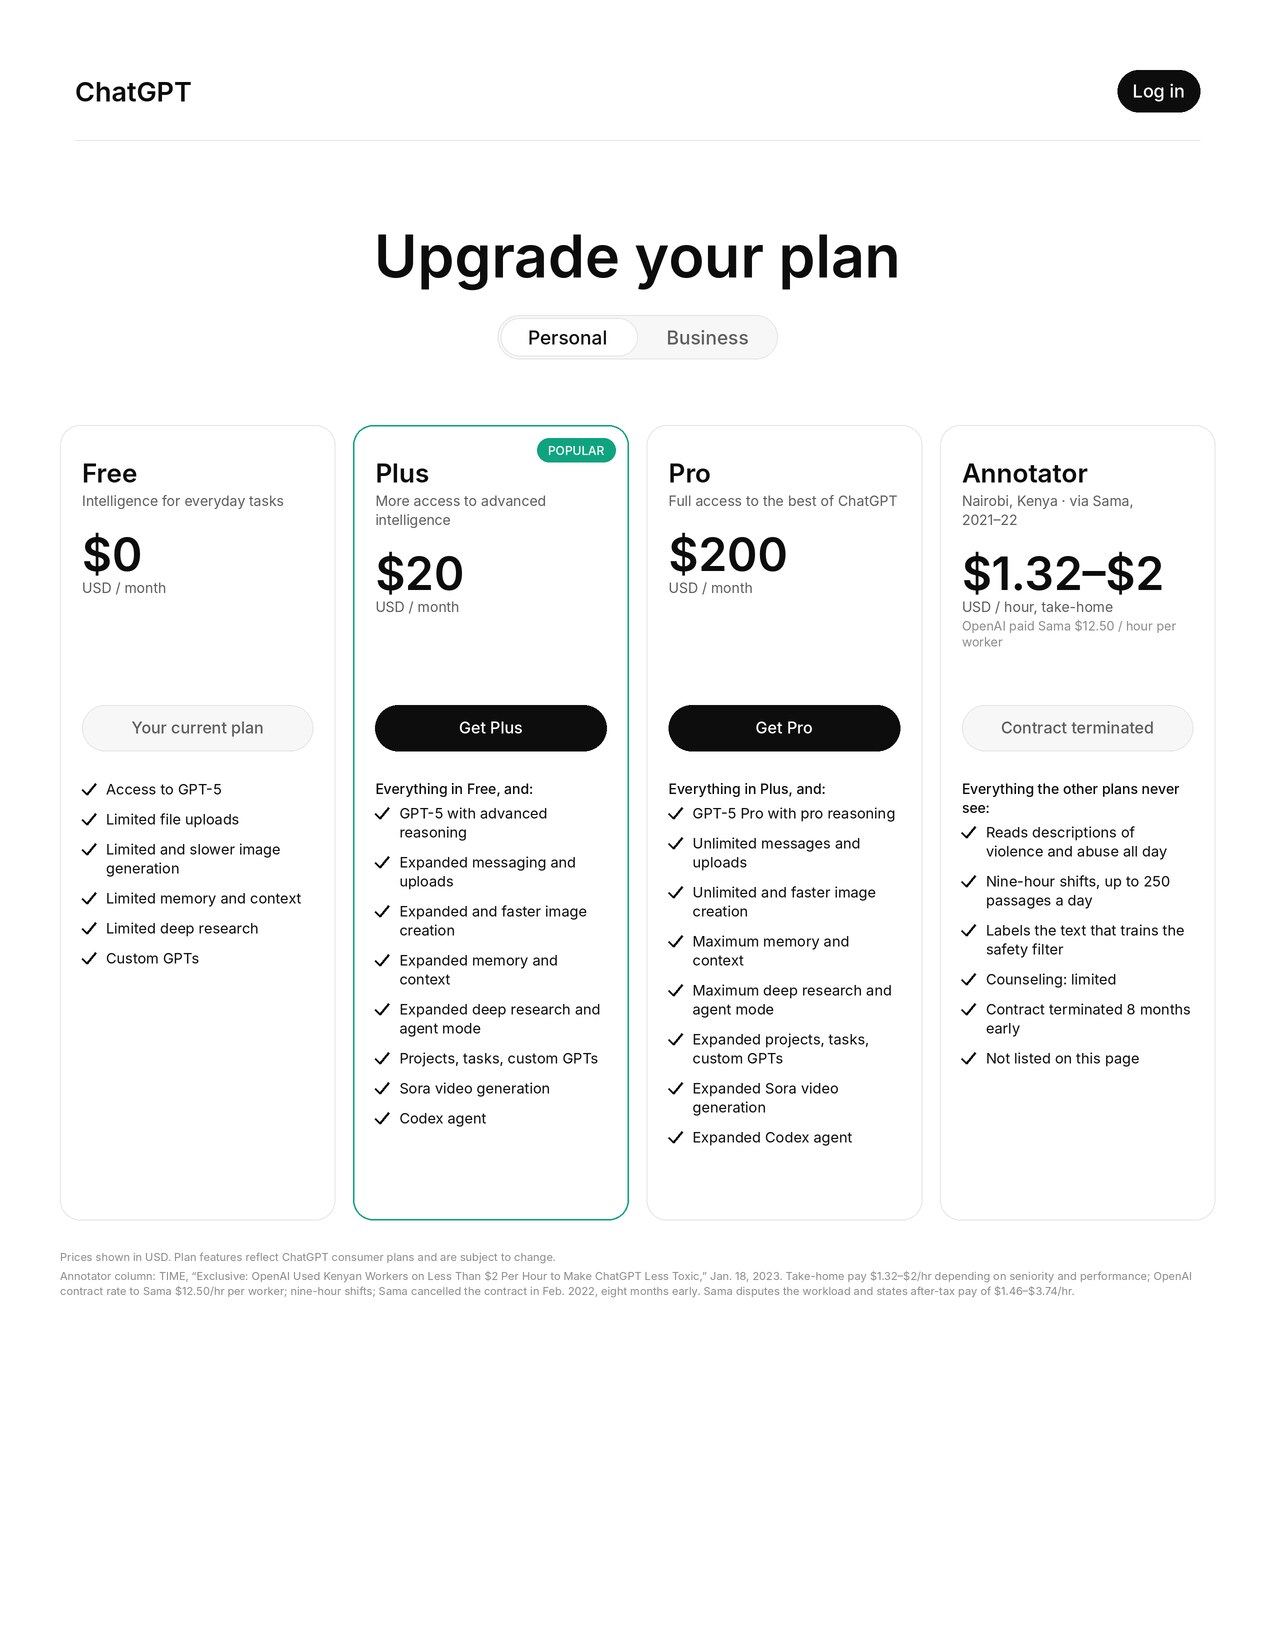 ChatGPT
Log in
Upgrade your plan
Personal
Business
Free
Intelligence for everyday tasks
$0
USD / month
Your current plan
Access to GPT-5
Limited file uploads
Limited and slower image
generation
Limited memory and context
Limited deep research
Custom GPTs
POPULAR
Plus
More access to advanced
intelligence
$20
USD / month
Get Plus
Everything in Free, and:
GPT-5 with advanced
reasoning
Expanded messaging and
uploads
Expanded and faster image
creation
Expanded memory and
context
Expanded deep research and
agent mode
Projects, tasks, custom GPTs
Sora video generation
Codex agent
Pro
Full access to the best of ChatGPT
$200
USD / month
Get Pro
Everything in Plus, and:
GPT-5 Pro with pro reasoning
Unlimited messages and
uploads
Unlimited and faster image
creation
Maximum memory and
context
Maximum deep research and
agent mode
Expanded projects, tasks,
custom GPTs
Expanded Sora video
generation
Expanded Codex agent
Annotator
Nairobi, Kenya · via Sama,
2021–22
$1.32–$2
USD / hour, take-home
OpenAI paid Sama $12.50 / hour per
worker
Contract terminated
Everything the other plans never
see:
Reads descriptions of
violence and abuse all day
Nine-hour shifts, up to 250
passages a day
Labels the text that trains the
safety filter
Counseling: limited
Contract terminated 8 months
early
Not listed on this page
Prices shown in USD. Plan features reflect ChatGPT consumer plans and are subject to change.
Annotator column: TIME, “Exclusive: OpenAI Used Kenyan Workers on Less Than $2 Per Hour to Make ChatGPT Less Toxic,” Jan. 18, 2023. Take-home pay $1.32–$2/hr depending on seniority and performance; OpenAI
contract rate to Sama $12.50/hr per worker; nine-hour shifts; Sama cancelled the contract in Feb. 2022, eight months early. Sama disputes the workload and states after-tax pay of $1.46–$3.74/hr.